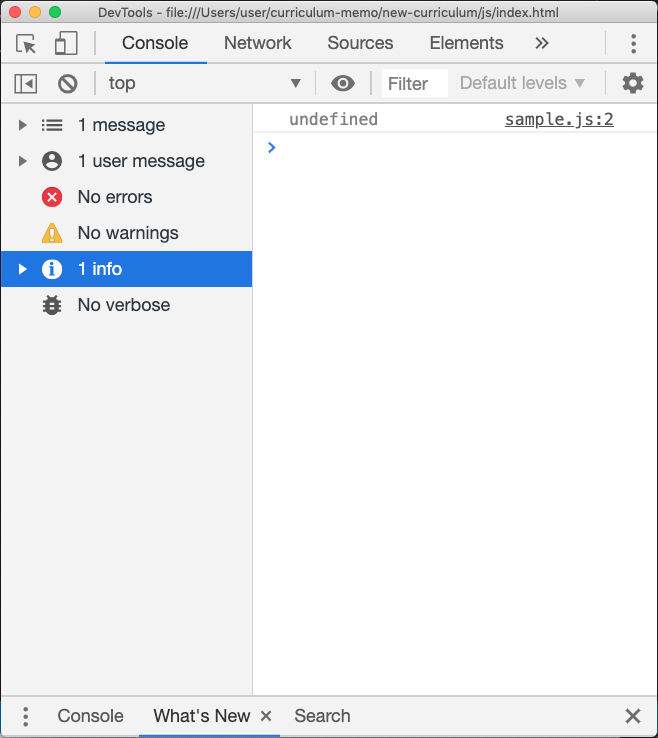 DevTools - file:///Users/user/curriculum-memo/new-curriculum/js/index.html
Console Network Sources Elements »
top ▼ Filter Default levels ▼
1 message
1 user message
No errors
No warnings
1 info
No verbose
undefined sample.js:2
>
Console What's New × Search ×